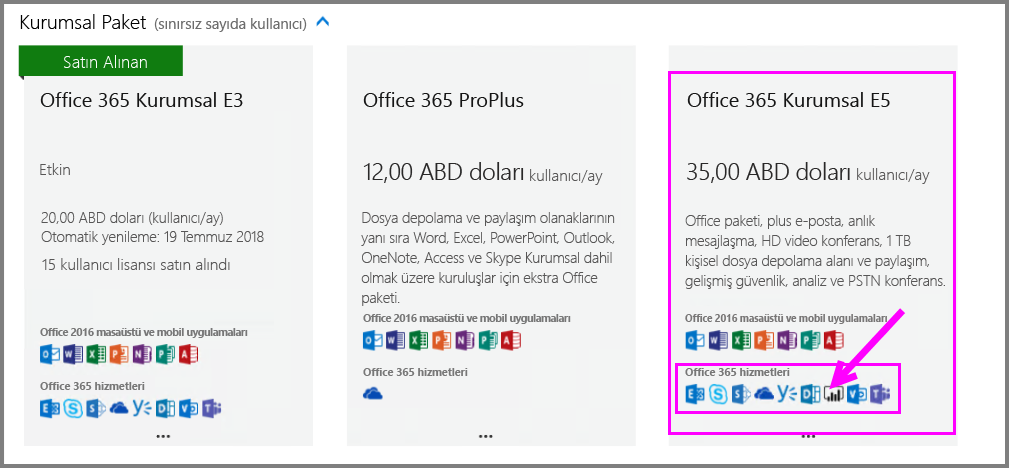 Kurumsal Paket (sınırsız sayıda kullanıcı)
Satın Alınan
Office 365 Kurumsal E3
Etkin
20,00 ABD doları (kullanıcı/ay)
Otomatik yenileme: 19 Temmuz 2018
15 kullanıcı lisansı satın alındı
Office 2016 masaüstü ve mobil uygulamaları
Office 365 hizmetleri
...
Office 365 ProPlus
12,00 ABD doları kullanıcı/ay
Dosya depolama ve paylaşım olanaklarının
yanı sıra Word, Excel, PowerPoint, Outlook,
OneNote, Access ve Skype Kurumsal dahil
olmak üzere kuruluşlar için ekstra Office
paketi.
Office 2016 masaüstü ve mobil uygulamaları
Office 365 hizmetleri
...
Office 365 Kurumsal E5
35,00 ABD doları kullanıcı/ay
Office paketi, plus e-posta, anlık
mesajlaşma, HD video konferans, 1 TB
kişisel dosya depolama alanı ve paylaşım,
gelişmiş güvenlik, analiz ve PSTN konferans.
Office 2016 masaüstü ve mobil uygulamaları
Office 365 hizmetleri
...